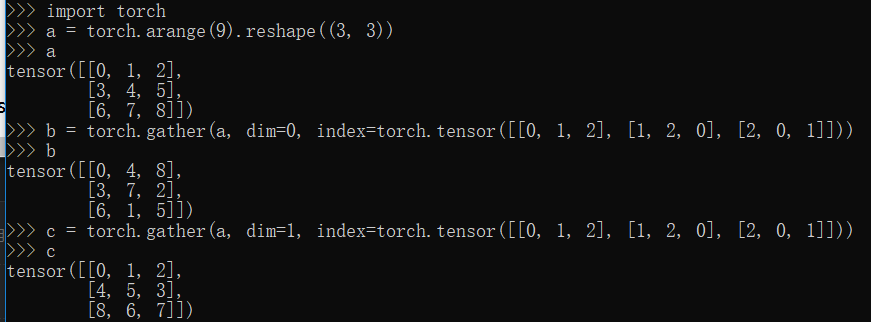 >>> import torch
>>> a = torch.arange(9).reshape((3, 3))
>>> a
tensor([[0, 1, 2],
        [3, 4, 5],
        [6, 7, 8]])
>>> b = torch.gather(a, dim=0, index=torch.tensor([[0, 1, 2], [1, 2, 0], [2, 0, 1]]))
>>> b
tensor([[0, 4, 8],
        [3, 7, 2],
        [6, 1, 5]])
>>> c = torch.gather(a, dim=1, index=torch.tensor([[0, 1, 2], [1, 2, 0], [2, 0, 1]]))
>>> c
tensor([[0, 1, 2],
        [4, 5, 3],
        [8, 6, 7]])